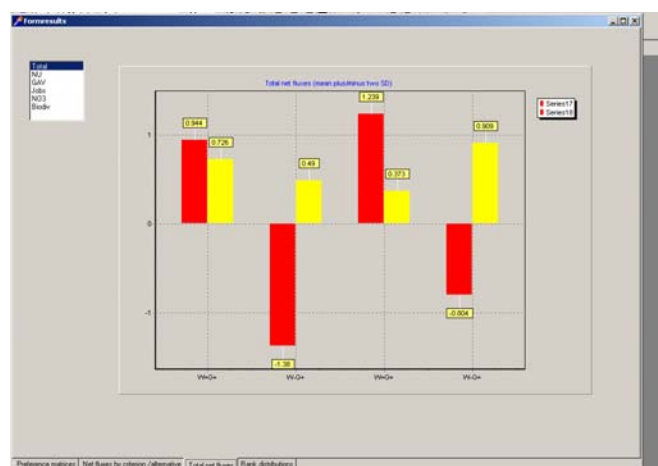 Formresults
Total
NU
GAV
Jobs
NO3
Biodiv
Total net fluxes (mean plus/minus two SD)
1.239
Series17
Series18
0.944
0.726
0.909
0.49
0.373
1
0
-1
-0.804
-1.38
W+G+
W-G+
W+G+
W-G+
Preference matrices
Net fluxes by criterion /alternative
Total net fluxes
Rank distributions